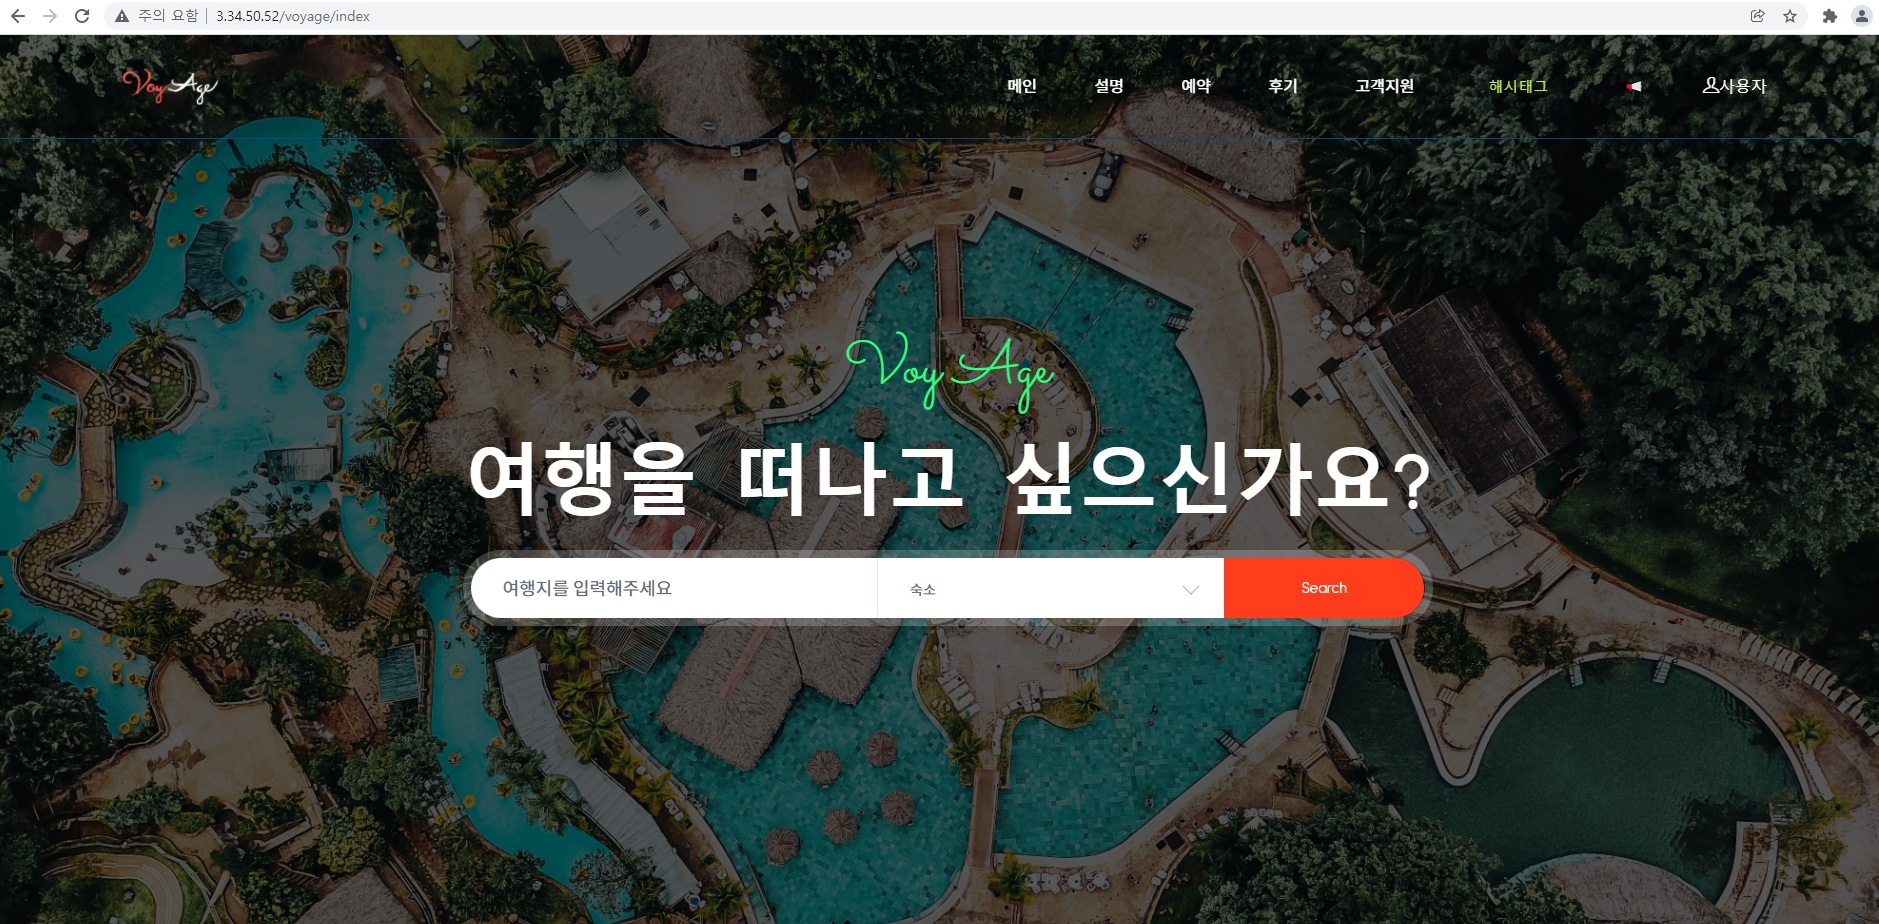 주의 요함 | 3.34.50.52/voyage/index
VoyAge
메인 설명 예약 후기 고객지원 해시태그 사용자
Voy Age
여행을 떠나고 싶으신가요?
여행지를 입력해주세요 숙소 Search